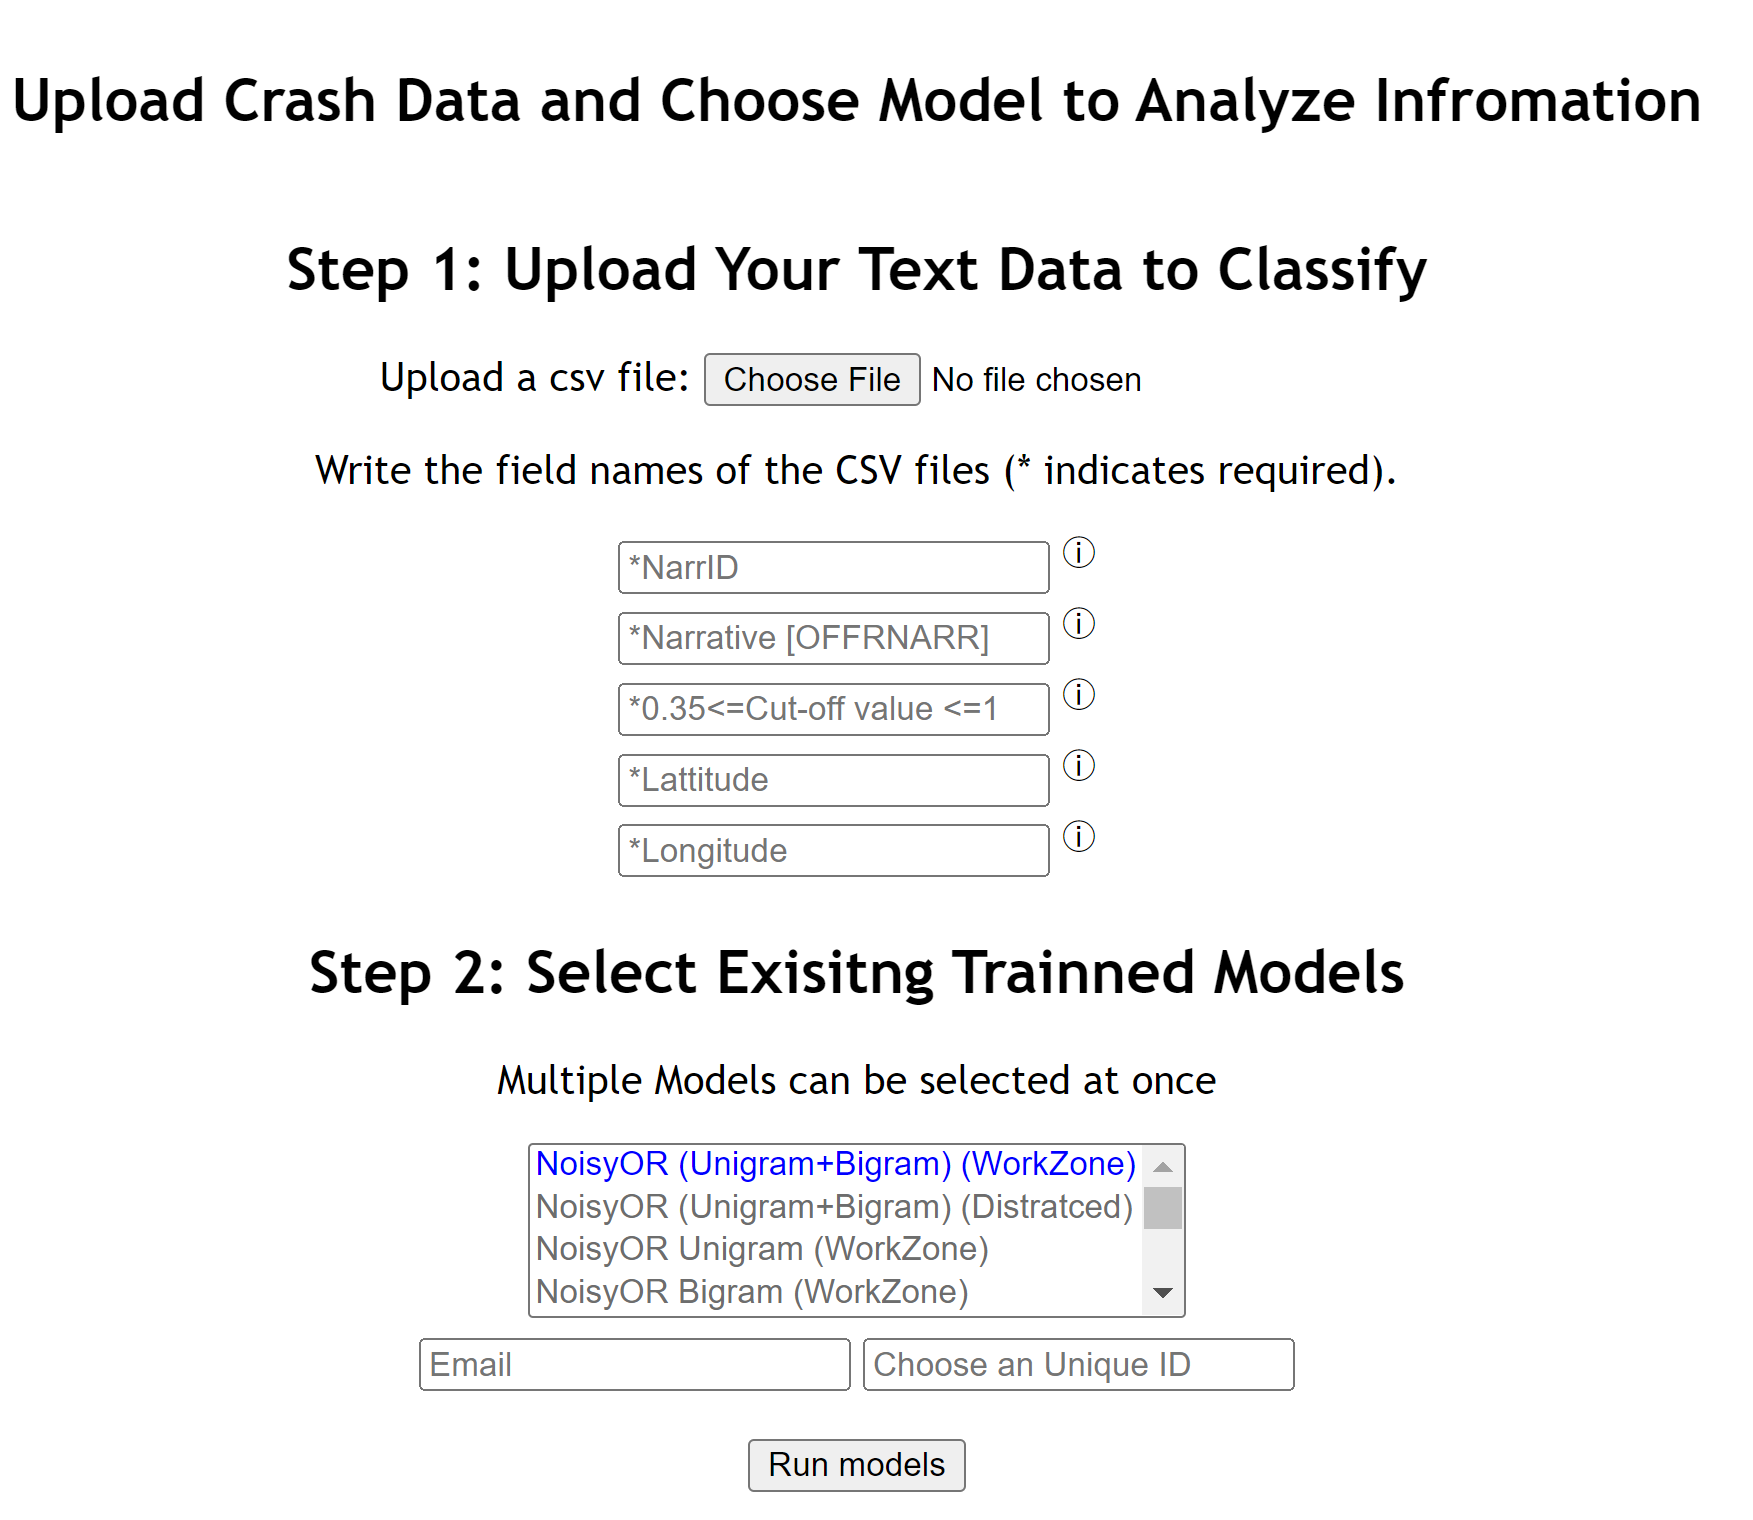 Upload Crash Data and Choose Model to Analyze Infromation
Step 1: Upload Your Text Data to Classify
Upload a csv file: Choose File No file chosen
Write the field names of the CSV files (* indicates required).
*NarrID ⓘ
*Narrative [OFFRNARR] ⓘ
*0.35<=Cut-off value <=1 ⓘ
*Lattitude ⓘ
*Longitude ⓘ
Step 2: Select Exisitng Trainned Models
Multiple Models can be selected at once
NoisyOR (Unigram+Bigram) (WorkZone)
NoisyOR (Unigram+Bigram) (Distratced)
NoisyOR Unigram (WorkZone)
NoisyOR Bigram (WorkZone)
Email Choose an Unique ID
Run models